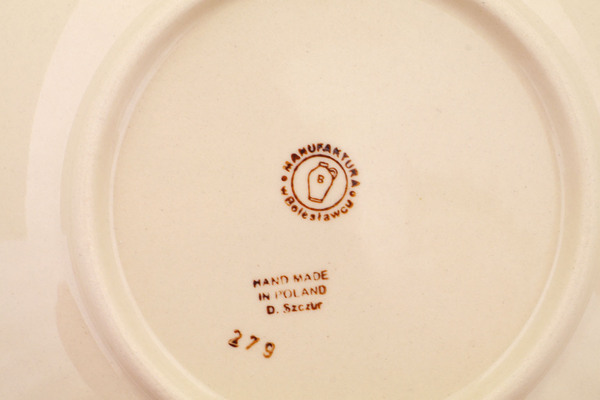 MANUFAKTURA
w Bolesławcu
B
HAND MADE
IN POLAND
D. Szczur
279